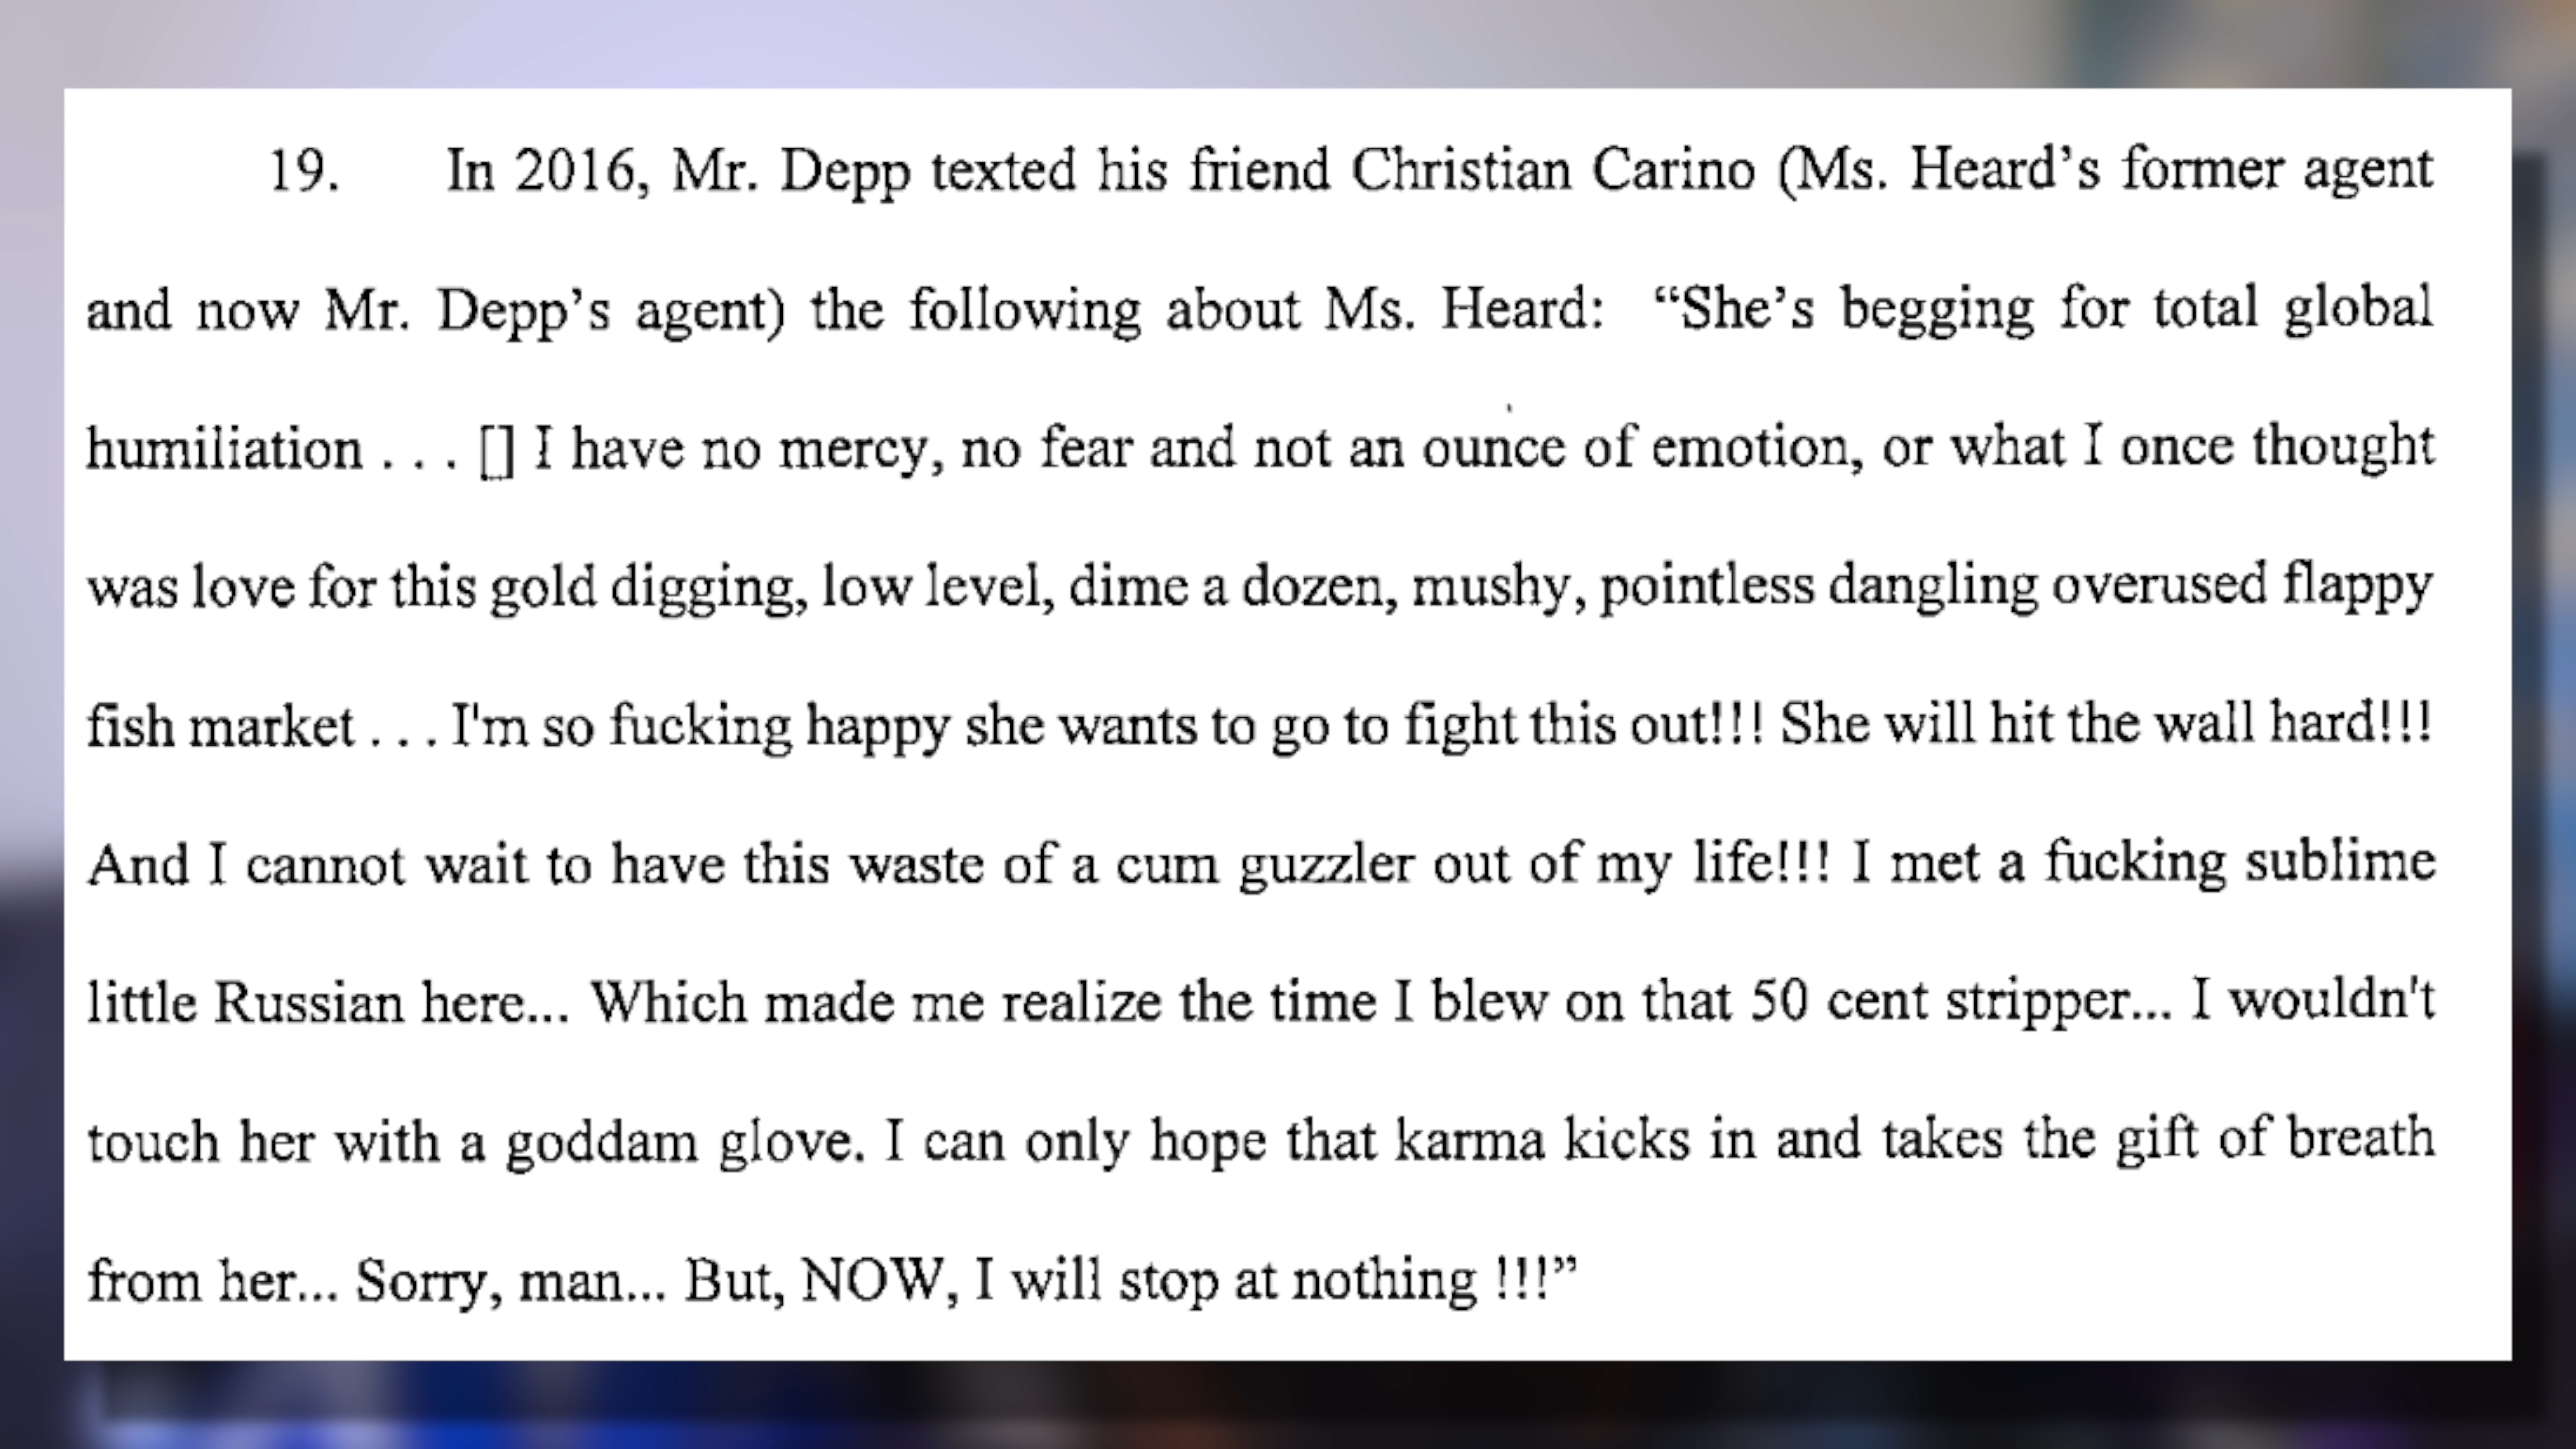 19. In 2016, Mr. Depp texted his friend Christian Carino (Ms. Heard’s former agent
and now Mr. Depp’s agent) the following about Ms. Heard: “She’s begging for total global
humiliation . . . [] I have no mercy, no fear and not an ounce of emotion, or what I once thought
was love for this gold digging, low level, dime a dozen, mushy, pointless dangling overused flappy
fish market . . . I'm so fucking happy she wants to go to fight this out!!! She will hit the wall hard!!!
And I cannot wait to have this waste of a cum guzzler out of my life!!! I met a fucking sublime
little Russian here... Which made me realize the time I blew on that 50 cent stripper... I wouldn't
touch her with a goddam glove. I can only hope that karma kicks in and takes the gift of breath
from her... Sorry, man... But, NOW, I will stop at nothing !!!”